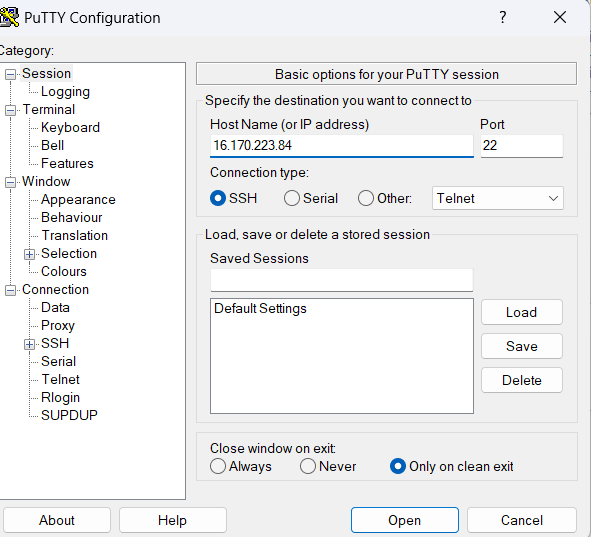 PuTTY Configuration
?
Category:
Session
Logging
Terminal
Keyboard
Bell
Features
Window
Appearance
Behaviour
Translation
Selection
Colours
Connection
Data
Proxy
SSH
Serial
Telnet
Rlogin
SUPDUP
Basic options for your PuTTY session
Specify the destination you want to connect to
Host Name (or IP address) Port
16.170.223.84 22
Connection type:
SSH Serial Other: Telnet
Load, save or delete a stored session
Saved Sessions
Default Settings
Load
Save
Delete
Close window on exit:
Always Never Only on clean exit
About Help Open Cancel